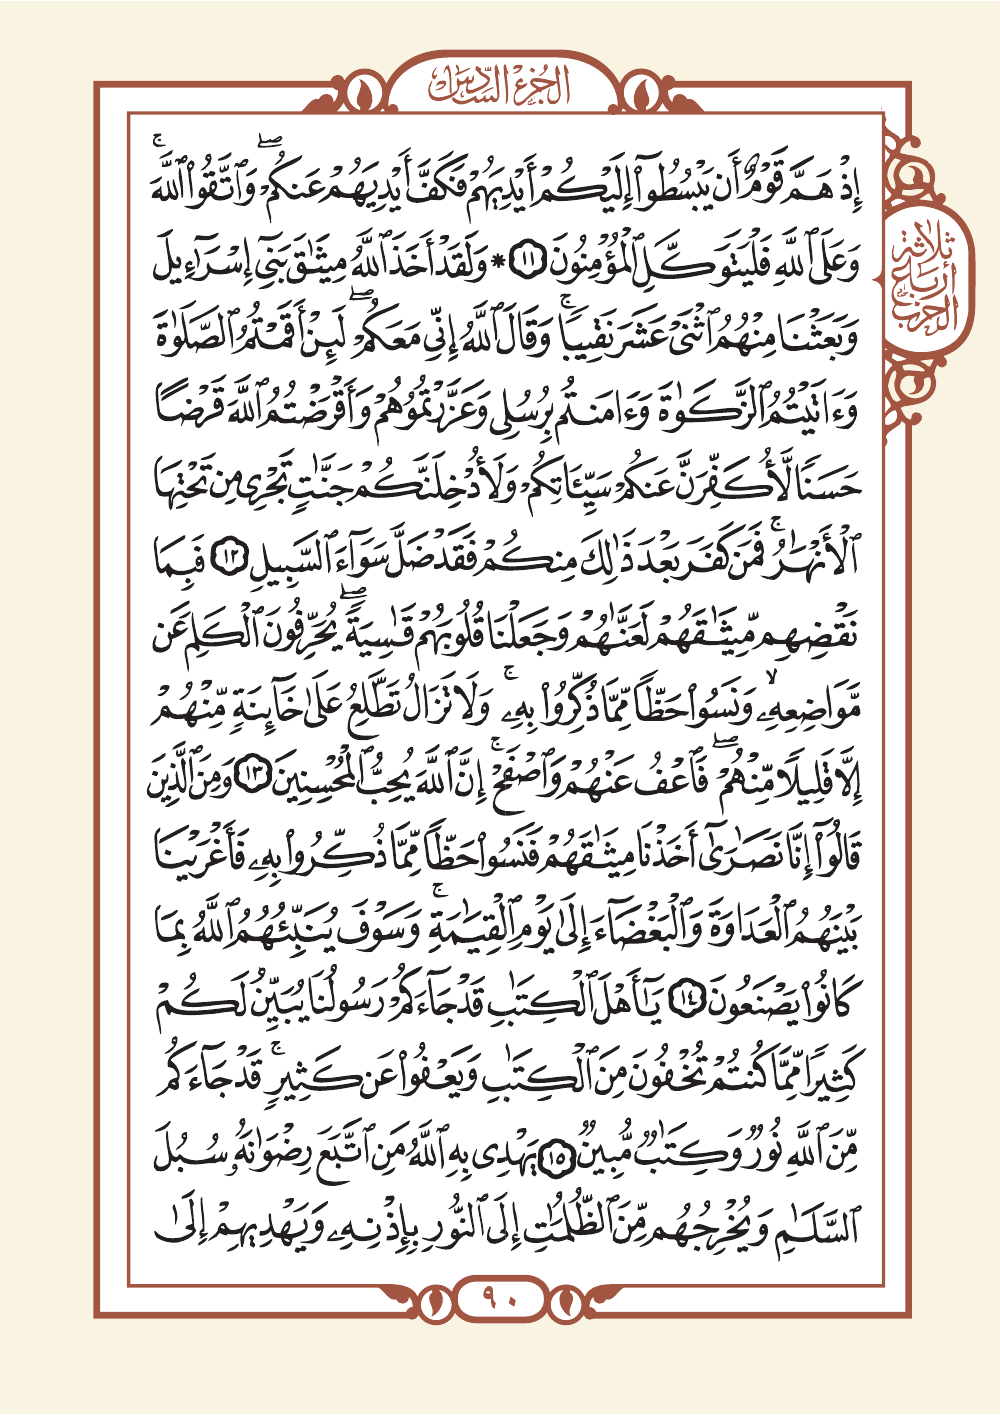 الجزء السادس
إِذْ هَمَّ قَوْمٌ أَن يَبْسُطُوٓا۟ إِلَيْكُمْ أَيْدِيَهُمْ فَكَفَّ أَيْدِيَهُمْ عَنكُمْ ۖ وَٱتَّقُوا۟ ٱللَّهَ ۚ
وَعَلَى ٱللَّهِ فَلْيَتَوَكَّلِ ٱلْمُؤْمِنُونَ ١١ * وَلَقَدْ أَخَذَ ٱللَّهُ مِيثَٰقَ بَنِىٓ إِسْرَٰٓءِيلَ
وَبَعَثْنَا مِنْهُمُ ٱثْنَىْ عَشَرَ نَقِيبًا ۚ وَقَالَ ٱللَّهُ إِنِّى مَعَكُمْ ۖ لَئِنْ أَقَمْتُمُ ٱلصَّلَوٰةَ
وَءَاتَيْتُمُ ٱلزَّكَوٰةَ وَءَامَنتُم بِرُسُلِى وَعَزَّرْتُمُوهُمْ وَأَقْرَضْتُمُ ٱللَّهَ قَرْضًا
حَسَنًا لَّأُكَفِّرَنَّ عَنكُمْ سَيِّـَٔاتِكُمْ وَلَأُدْخِلَنَّكُمْ جَنَّٰتٍ تَجْرِى مِن تَحْتِهَا
ٱلْأَنْهَٰرُ ۚ فَمَن كَفَرَ بَعْدَ ذَٰلِكَ مِنكُمْ فَقَدْ ضَلَّ سَوَآءَ ٱلسَّبِيلِ ١٢ فَبِمَا
نَقْضِهِم مِّيثَٰقَهُمْ لَعَنَّٰهُمْ وَجَعَلْنَا قُلُوبَهُمْ قَٰسِيَةً ۖ يُحَرِّفُونَ ٱلْكَلِمَ عَن
مَّوَاضِعِهِۦ ۙ وَنَسُوا۟ حَظًّا مِّمَّا ذُكِّرُوا۟ بِهِۦ ۚ وَلَا تَزَالُ تَطَّلِعُ عَلَىٰ خَآئِنَةٍ مِّنْهُمْ
إِلَّا قَلِيلًا مِّنْهُمْ ۖ فَٱعْفُ عَنْهُمْ وَٱصْفَحْ ۚ إِنَّ ٱللَّهَ يُحِبُّ ٱلْمُحْسِنِينَ ١٣ وَمِنَ ٱلَّذِينَ
قَالُوٓا۟ إِنَّا نَصَٰرَىٰٓ أَخَذْنَا مِيثَٰقَهُمْ فَنَسُوا۟ حَظًّا مِّمَّا ذُكِّرُوا۟ بِهِۦ فَأَغْرَيْنَا
بَيْنَهُمُ ٱلْعَدَاوَةَ وَٱلْبَغْضَآءَ إِلَىٰ يَوْمِ ٱلْقِيَٰمَةِ ۚ وَسَوْفَ يُنَبِّئُهُمُ ٱللَّهُ بِمَا
كَانُوا۟ يَصْنَعُونَ ١٤ يَٰٓأَهْلَ ٱلْكِتَٰبِ قَدْ جَآءَكُمْ رَسُولُنَا يُبَيِّنُ لَكُمْ
كَثِيرًا مِّمَّا كُنتُمْ تُخْفُونَ مِنَ ٱلْكِتَٰبِ وَيَعْفُوا۟ عَن كَثِيرٍ ۚ قَدْ جَآءَكُم
مِّنَ ٱللَّهِ نُورٌ وَكِتَٰبٌ مُّبِينٌ ١٥ يَهْدِى بِهِ ٱللَّهُ مَنِ ٱتَّبَعَ رِضْوَٰنَهُۥ سُبُلَ
ٱلسَّلَٰمِ وَيُخْرِجُهُم مِّنَ ٱلظُّلُمَٰتِ إِلَى ٱلنُّورِ بِإِذْنِهِۦ وَيَهْدِيهِمْ إِلَىٰ
ثلاثة
أرباع
الحزب
٩٠